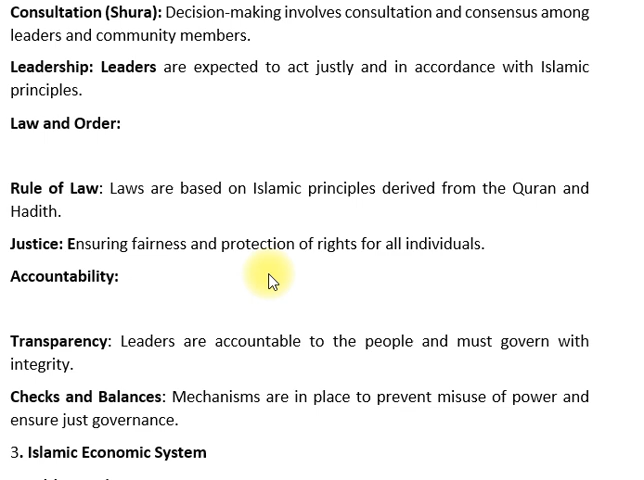 Consultation (Shura): Decision-making involves consultation and consensus among
leaders and community members.
Leadership: Leaders are expected to act justly and in accordance with Islamic
principles.
Law and Order:
Rule of Law: Laws are based on Islamic principles derived from the Quran and
Hadith.
Justice: Ensuring fairness and protection of rights for all individuals.
Accountability:
Transparency: Leaders are accountable to the people and must govern with
integrity.
Checks and Balances: Mechanisms are in place to prevent misuse of power and
ensure just governance.
3. Islamic Economic System